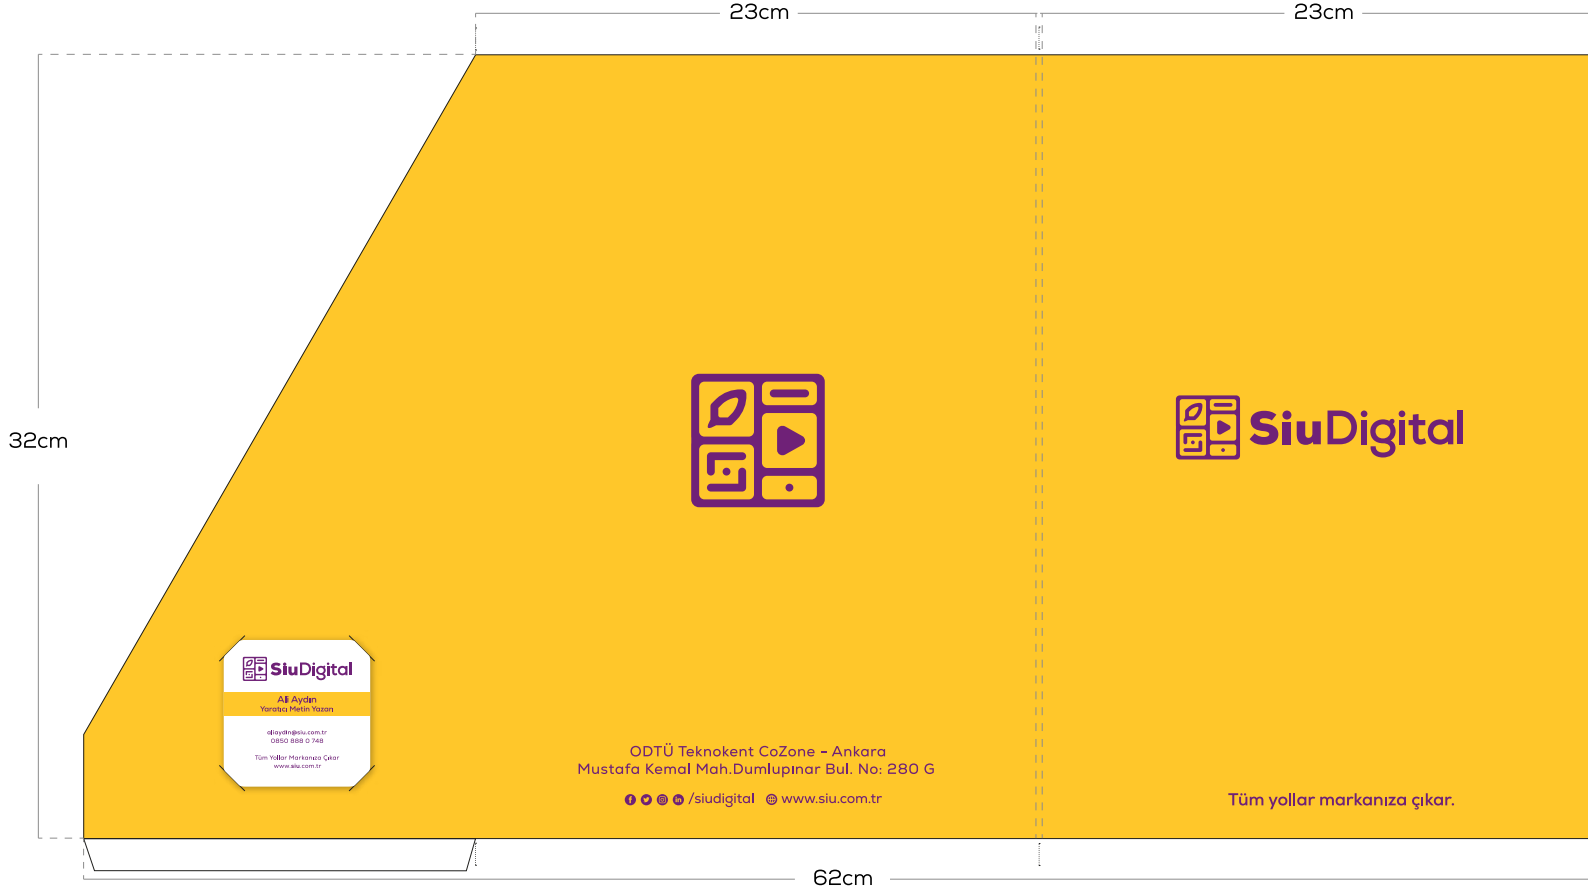 23cm
23cm
32cm
SiuDigital
SiuDigital
Ali Aydın
Yaratıcı Metin Yazarı
aliaydin@siu.com.tr
0850 888 0 748
Tüm Yollar Markanıza Çıkar
www.siu.com.tr
ODTÜ Teknokent CoZone - Ankara
Mustafa Kemal Mah.Dumlupınar Bul. No: 280 G
/siudigital www.siu.com.tr
Tüm yollar markanıza çıkar.
62cm